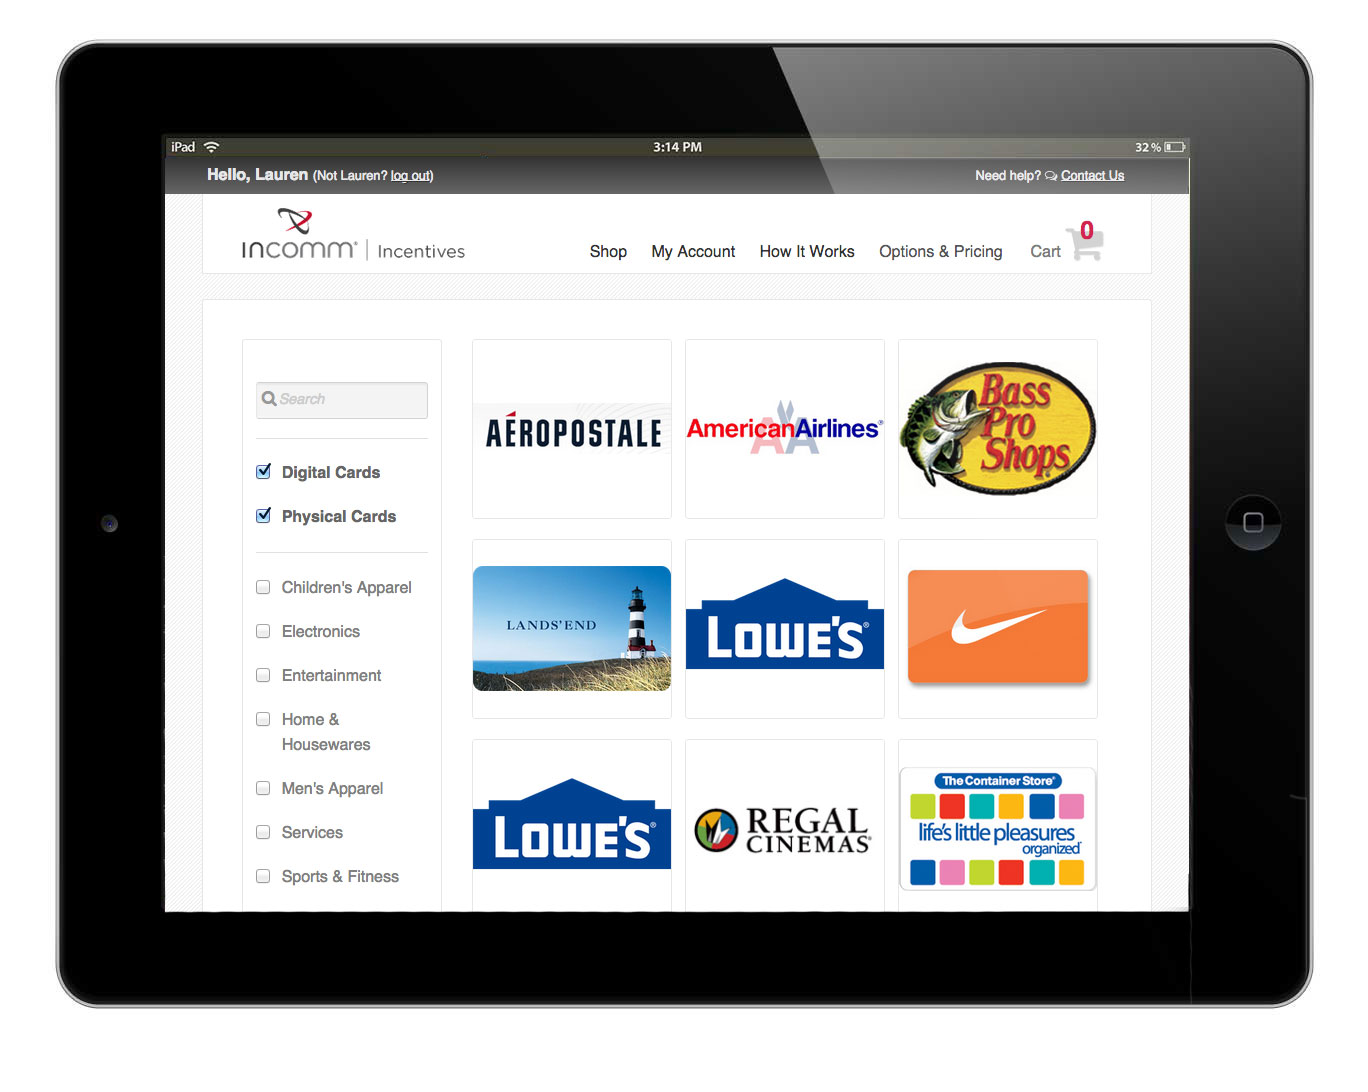 iPad 3:14 PM 32 %
Hello, Lauren (Not Lauren? log out) Need help? Contact Us
0
ıncomm® | Incentives Shop My Account How It Works Options & Pricing Cart
Search
Digital Cards
Physical Cards
Children's Apparel
Electronics
Entertainment
Home &
Housewares
Men's Apparel
Services
Sports & Fitness
AÉROPOSTALE
AmericanAirlines®
AA
Bass
Pro
Shops
LANDS' END
LOWE'S®
LOWE'S®
REGAL
CINEMAS®
The Container Store®
life's little pleasures
organized